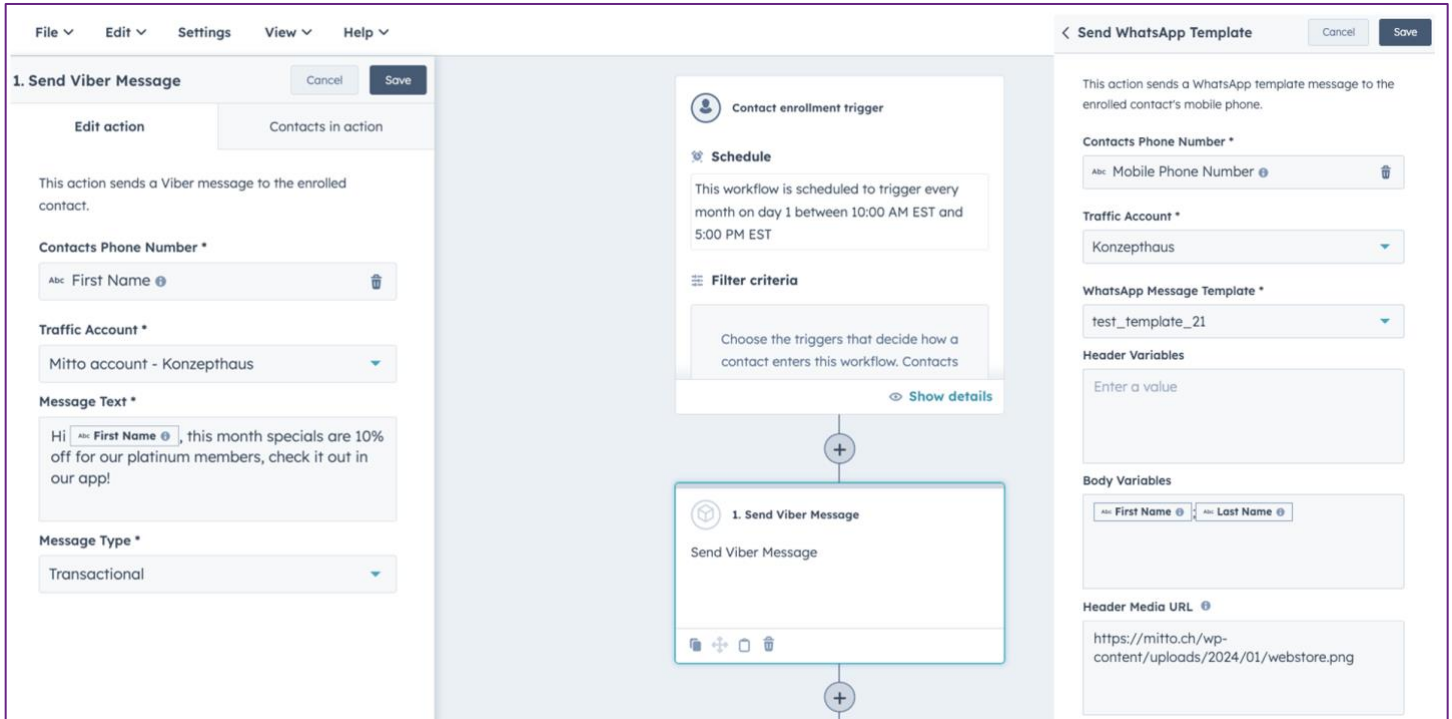 File Edit Settings View Help
1. Send Viber Message Cancel Save
Edit action Contacts in action
This action sends a Viber message to the enrolled
contact.
Contacts Phone Number *
Abc First Name
Traffic Account *
Mitto account - Konzepthaus
Message Text *
Hi Abc First Name , this month specials are 10%
off for our platinum members, check it out in
our app!
Message Type *
Transactional
Contact enrollment trigger
Schedule
This workflow is scheduled to trigger every
month on day 1 between 10:00 AM EST and
5:00 PM EST
Filter criteria
Choose the triggers that decide how a
contact enters this workflow. Contacts
Show details
1. Send Viber Message
Send Viber Message
Send WhatsApp Template Cancel Save
This action sends a WhatsApp template message to the
enrolled contact's mobile phone.
Contacts Phone Number *
Abc Mobile Phone Number
Traffic Account *
Konzepthaus
WhatsApp Message Template *
test_template_21
Header Variables
Enter a value
Body Variables
Abc First Name ; Abc Last Name
Header Media URL
https://mitto.ch/wp-
content/uploads/2024/01/webstore.png